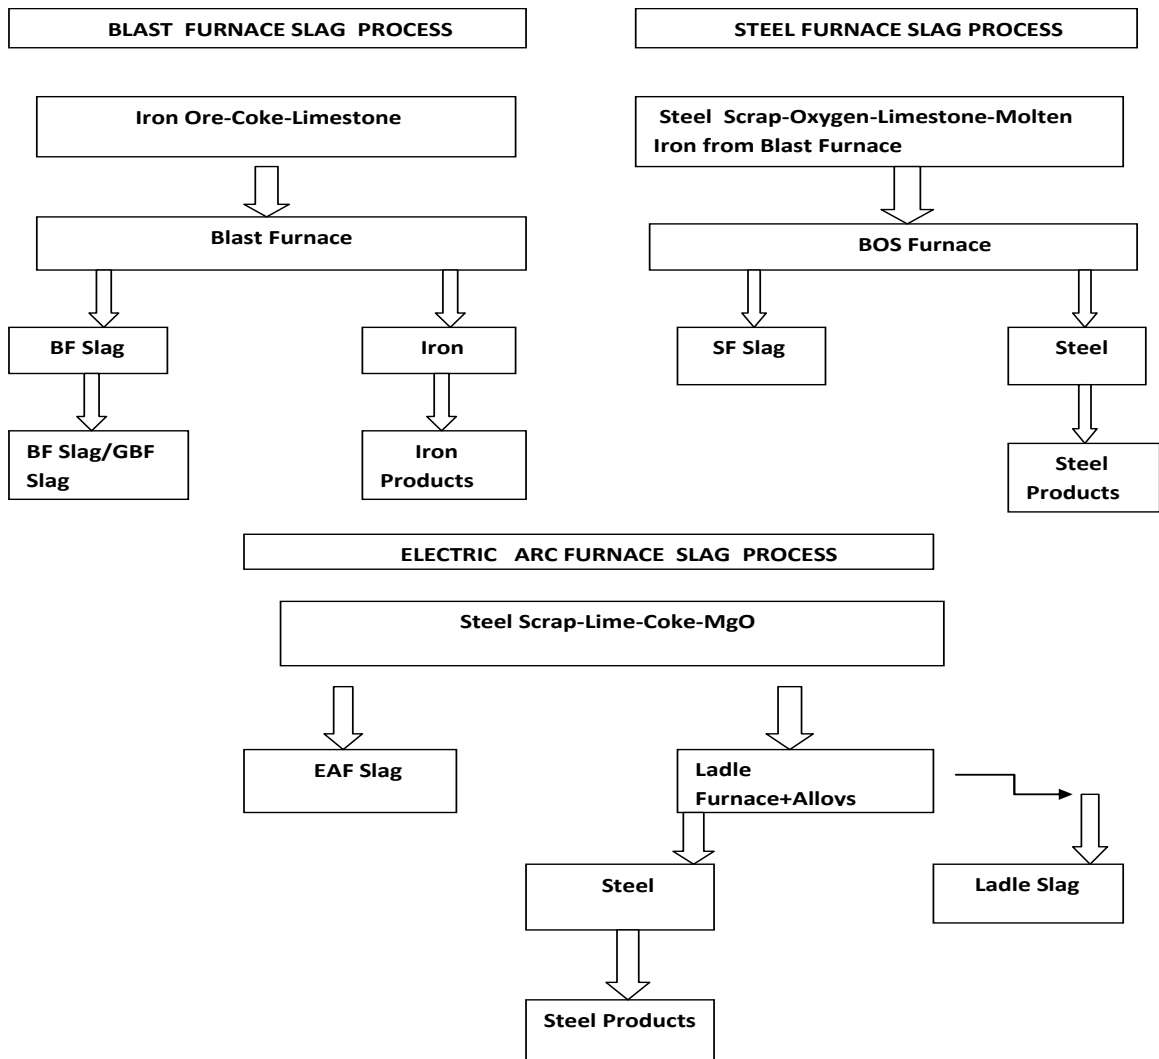 BLAST FURNACE SLAG PROCESS
Iron Ore-Coke-Limestone
Blast Furnace
BF Slag
Iron
BF Slag/GBF
Slag
Iron
Products
STEEL FURNACE SLAG PROCESS
Steel Scrap-Oxygen-Limestone-Molten
Iron from Blast Furnace
BOS Furnace
SF Slag
Steel
Steel
Products
ELECTRIC ARC FURNACE SLAG PROCESS
Steel Scrap-Lime-Coke-MgO
EAF Slag
Ladle
Furnace+Alloys
Steel
Ladle Slag
Steel Products